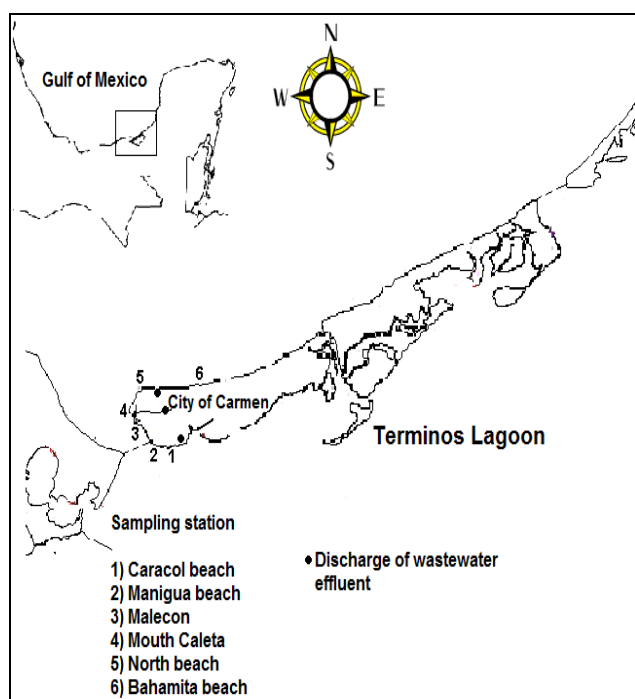 N
Gulf of Mexico
W E
S
6
5
City of Carmen
4
3
Terminos Lagoon
2 1
Sampling station
Discharge of wastewater
effluent
1) Caracol beach
2) Manigua beach
3) Malecon
4) Mouth Caleta
5) North beach
6) Bahamita beach